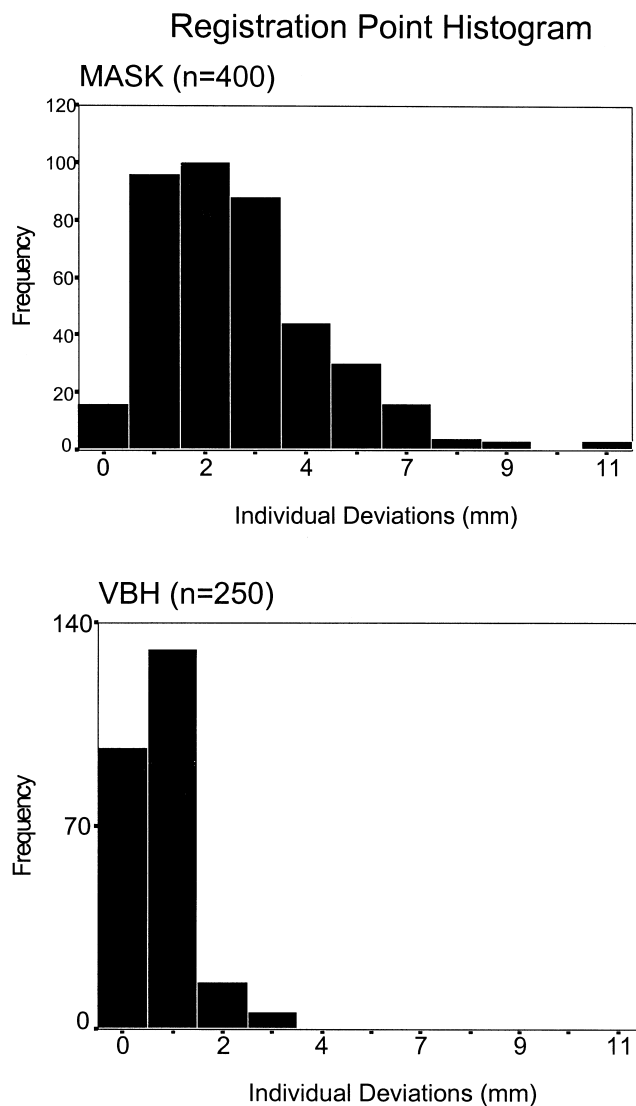 Registration Point Histogram
MASK (n=400)
120
100
80
60
40
20
0
Frequency
0 2 4 7 9 11
Individual Deviations (mm)
VBH (n=250)
140
70
0
Frequency
0 2 4 7 9 11
Individual Deviations (mm)